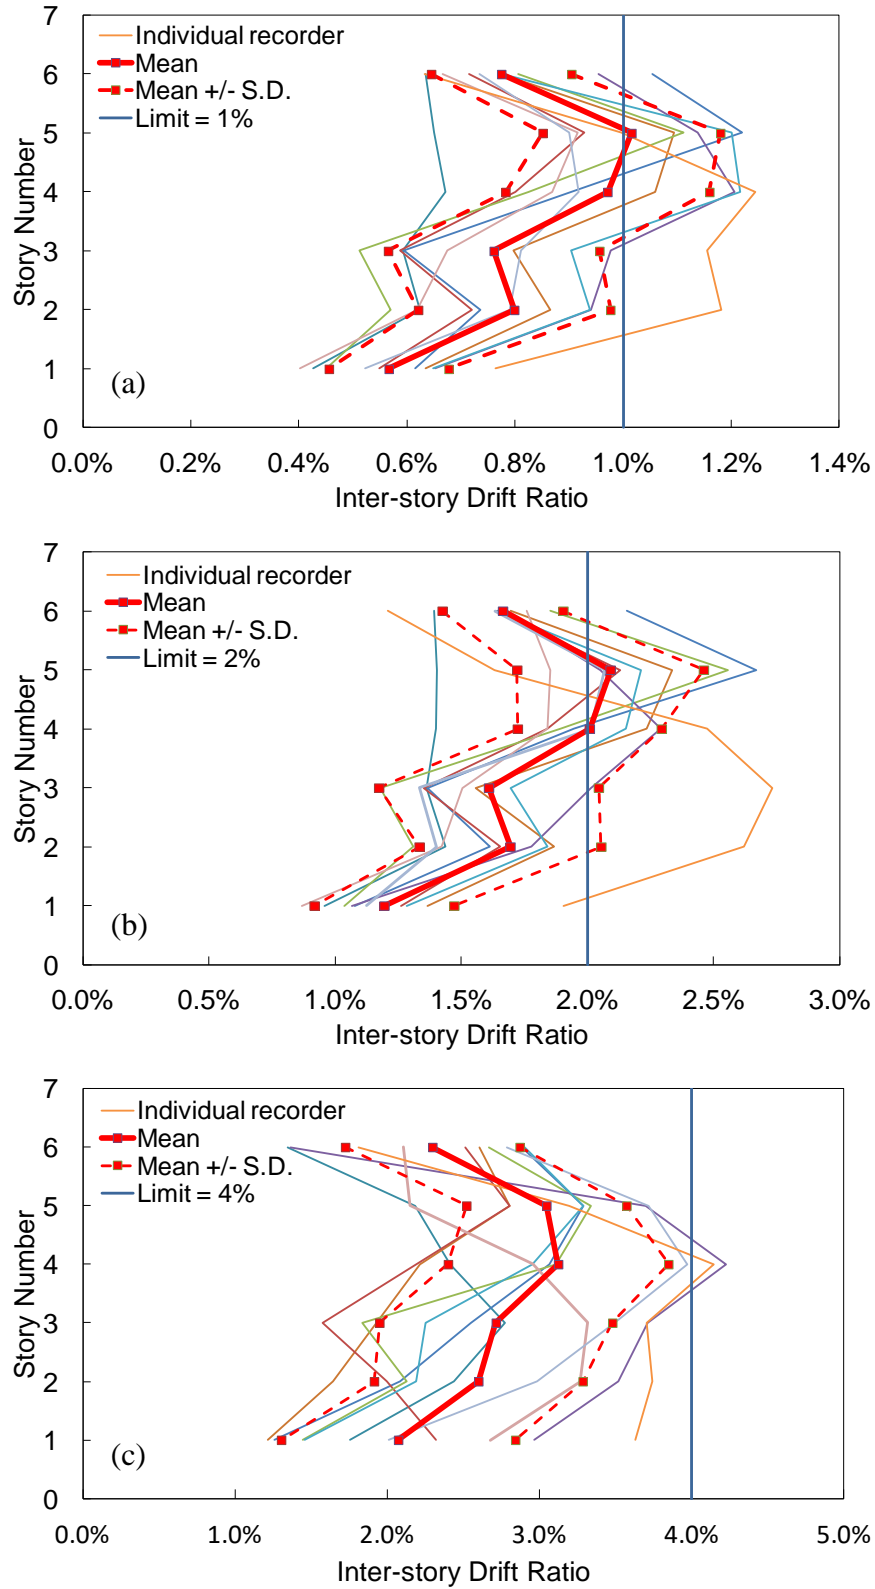 7
6
5
4
3
2
1
0
Story Number
Individual recorder
Mean
Mean +/- S.D.
Limit = 1%
(a)
0.0% 0.2% 0.4% 0.6% 0.8% 1.0% 1.2% 1.4%
Inter-story Drift Ratio
7
6
5
4
3
2
1
0
Story Number
Individual recorder
Mean
Mean +/- S.D.
Limit = 2%
(b)
0.0% 0.5% 1.0% 1.5% 2.0% 2.5% 3.0%
Inter-story Drift Ratio
7
6
5
4
3
2
1
0
Story Number
Individual recorder
Mean
Mean +/- S.D.
Limit = 4%
(c)
0.0% 1.0% 2.0% 3.0% 4.0% 5.0%
Inter-story Drift Ratio